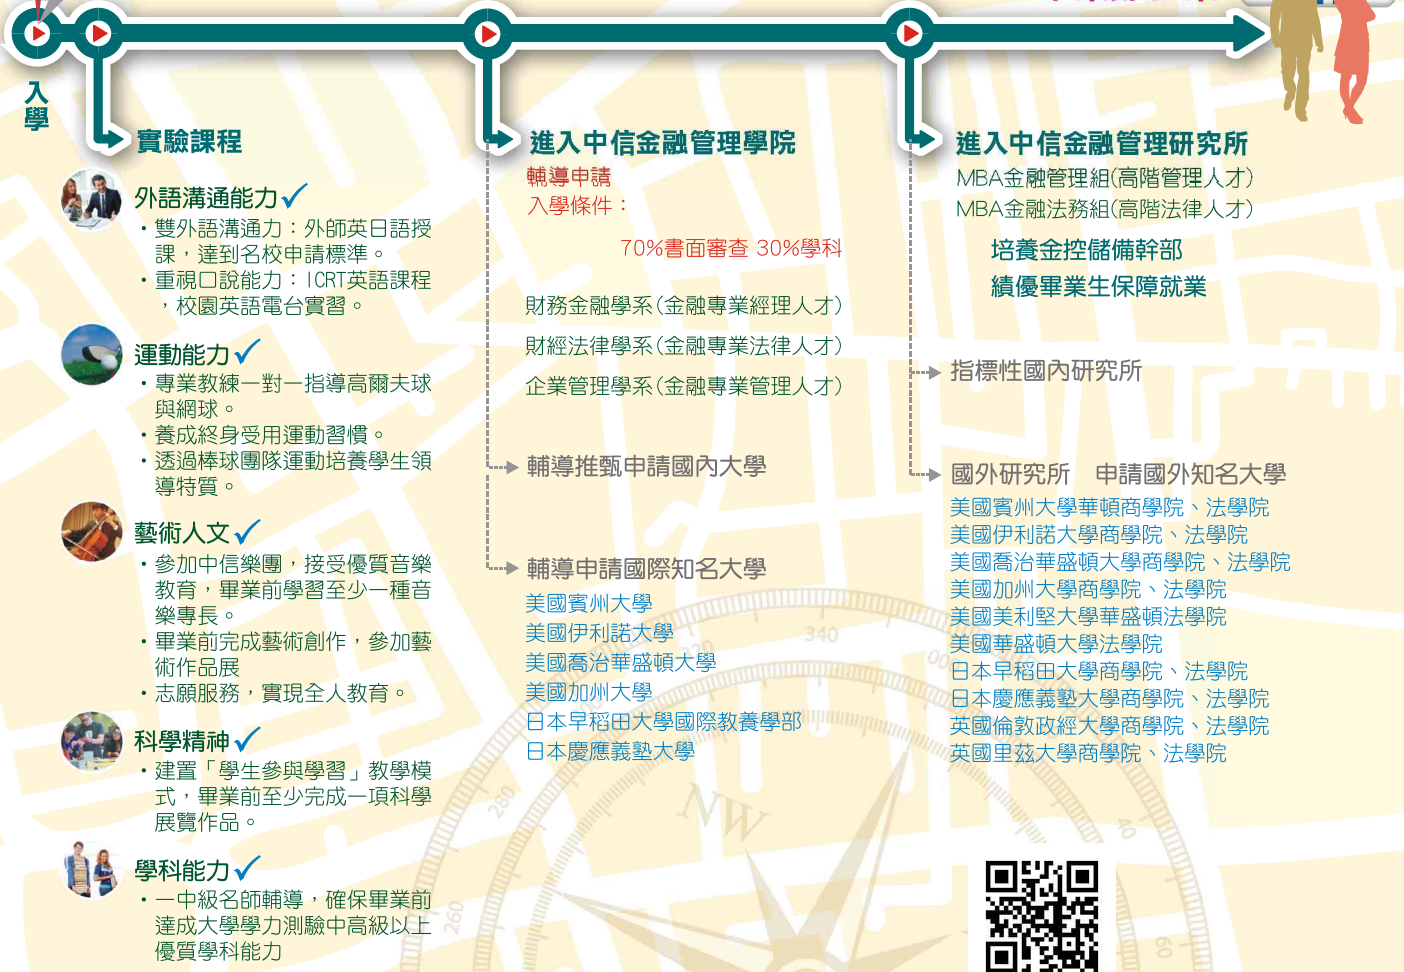 入學
實驗課程
外語溝通能力
・雙外語溝通力：外師英日語授
課，達到名校申請標準。
・重視口說能力：ICRT英語課程
，校園英語電台實習。
運動能力
・專業教練一對一指導高爾夫球
與網球。
・養成終身受用運動習慣。
・透過棒球團隊運動培養學生領
導特質。
藝術人文
・參加中信樂團，接受優質音樂
教育，畢業前學習至少一種音
樂專長。
・畢業前完成藝術創作，參加藝
術作品展
・志願服務，實現全人教育。
科學精神
・建置「學生參與學習」教學模
式，畢業前至少完成一項科學
展覽作品。
學科能力
・一中級名師輔導，確保畢業前
達成大學學力測驗中高級以上
優質學科能力
進入中信金融管理學院
輔導申請
入學條件：
70%書面審查 30%學科
財務金融學系(金融專業經理人才)
財經法律學系(金融專業法律人才)
企業管理學系(金融專業管理人才)
輔導推甄申請國內大學
輔導申請國際知名大學
美國賓州大學
美國伊利諾大學
美國喬治華盛頓大學
美國加州大學
日本早稻田大學國際教養學部
日本慶應義塾大學
進入中信金融管理研究所
MBA金融管理組(高階管理人才)
MBA金融法務組(高階法律人才)
培養金控儲備幹部
績優畢業生保障就業
指標性國內研究所
國外研究所　申請國外知名大學
美國賓州大學華頓商學院、法學院
美國伊利諾大學商學院、法學院
美國喬治華盛頓大學商學院、法學院
美國加州大學商學院、法學院
美國美利堅大學華盛頓法學院
美國華盛頓大學法學院
日本早稻田大學商學院、法學院
日本慶應義塾大學商學院、法學院
英國倫敦政經大學商學院、法學院
英國里茲大學商學院、法學院
320
340
280
260
NW
40
60